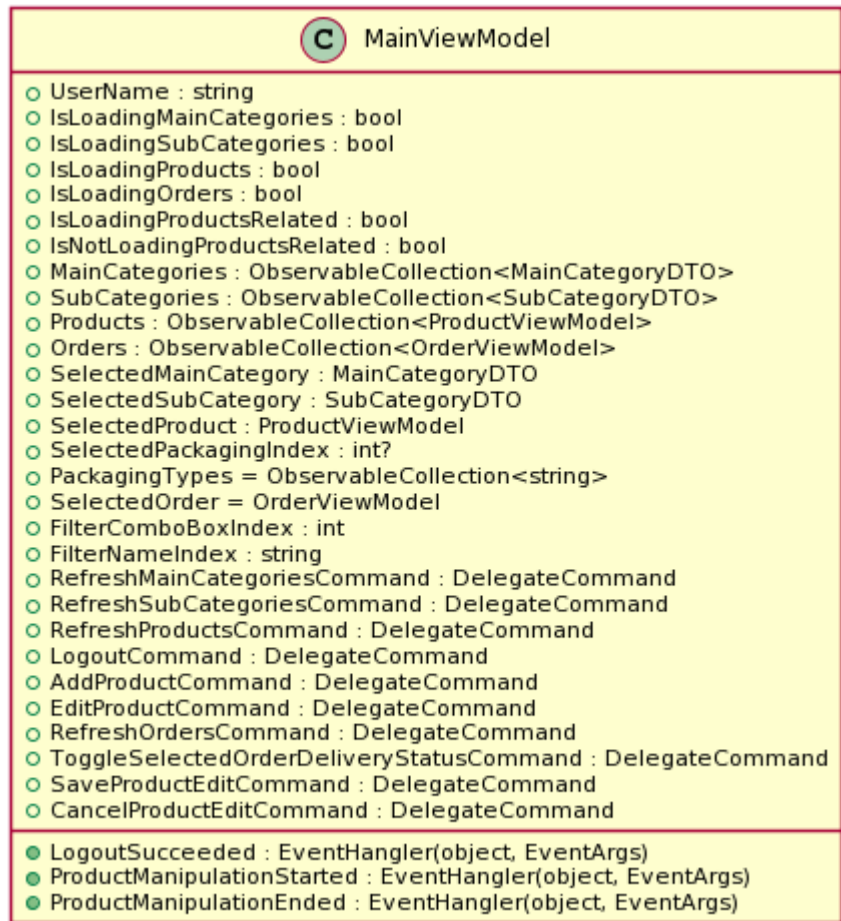 C MainViewModel
UserName : string
IsLoadingMainCategories : bool
IsLoadingSubCategories : bool
IsLoadingProducts : bool
IsLoadingOrders : bool
IsLoadingProductsRelated : bool
IsNotLoadingProductsRelated : bool
MainCategories : ObservableCollection<MainCategoryDTO>
SubCategories : ObservableCollection<SubCategoryDTO>
Products : ObservableCollection<ProductViewModel>
Orders : ObservableCollection<OrderViewModel>
SelectedMainCategory : MainCategoryDTO
SelectedSubCategory : SubCategoryDTO
SelectedProduct : ProductViewModel
SelectedPackagingIndex : int?
PackagingTypes = ObservableCollection<string>
SelectedOrder = OrderViewModel
FilterComboBoxIndex : int
FilterNameIndex : string
RefreshMainCategoriesCommand : DelegateCommand
RefreshSubCategoriesCommand : DelegateCommand
RefreshProductsCommand : DelegateCommand
LogoutCommand : DelegateCommand
AddProductCommand : DelegateCommand
EditProductCommand : DelegateCommand
RefreshOrdersCommand : DelegateCommand
ToggleSelectedOrderDeliveryStatusCommand : DelegateCommand
SaveProductEditCommand : DelegateCommand
CancelProductEditCommand : DelegateCommand
LogoutSucceeded : EventHangler(object, EventArgs)
ProductManipulationStarted : EventHangler(object, EventArgs)
ProductManipulationEnded : EventHangler(object, EventArgs)